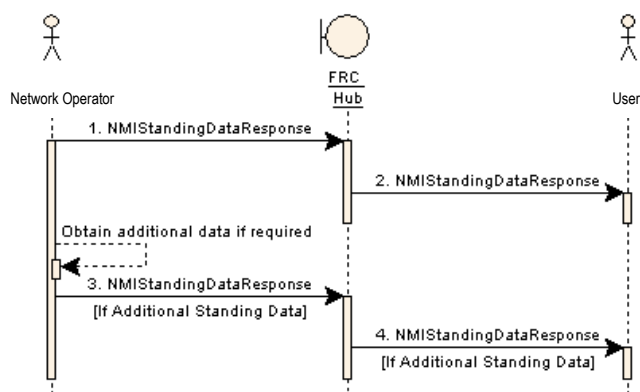 FRC
Network Operator
Hub
User
1. NMIStandingDataResponse
2. NMIStandingDataResponse
Obtain additional data if required
3. NMIStandingDataResponse
[If Additional Standing Data]
4. NMIStandingDataResponse
[If Additional Standing Data]